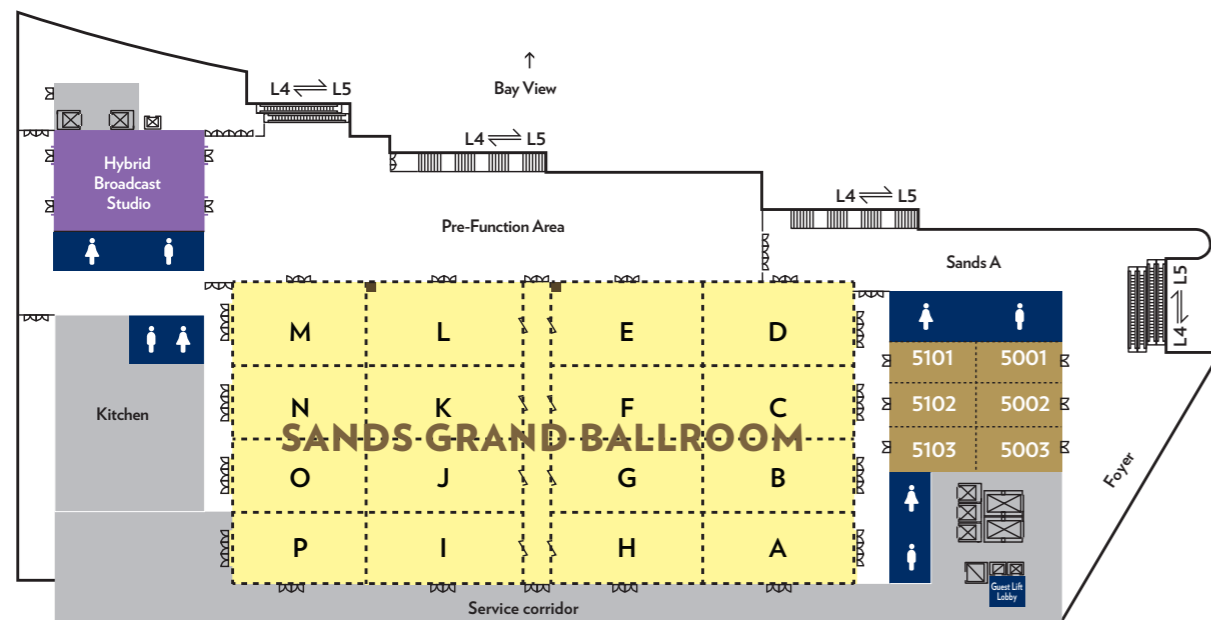 Bay View
L4 L5
L4 L5
Hybrid
Broadcast
Studio
L4 L5
Pre-Function Area
Sands A
L4 L5
M L E D
5101 5001
N K F C
5102 5002
Kitchen
SANDS GRAND BALLROOM
5103 5003
O J G B
Foyer
P I H A
Guest Lift
Lobby
Service corridor